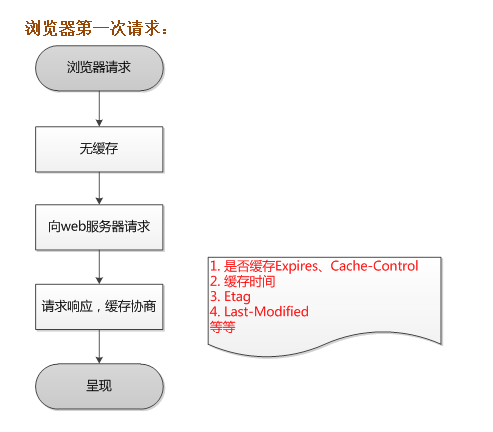 浏览器第一次请求:
浏览器请求
无缓存
向web服务器请求
请求响应，缓存协商
呈现
1. 是否缓存Expires、Cache-Control
2. 缓存时间
3. Etag
4. Last-Modified
等等